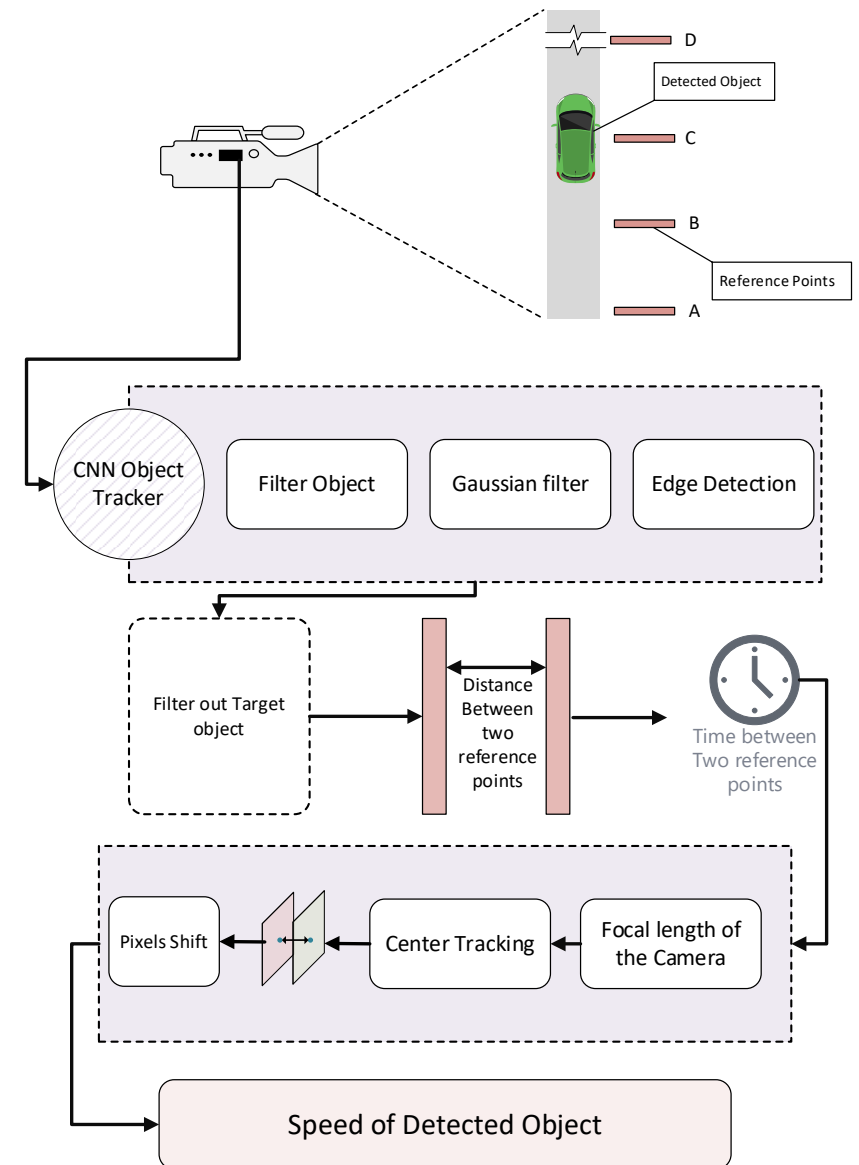 D
Detected Object
C
B
Reference Points
A
CNN Object
Tracker
Filter Object
Gaussian filter
Edge Detection
Filter out Target
object
Distance
Between
two
reference
points
Time between
Two reference
points
Pixels Shift
Center Tracking
Focal length of
the Camera
Speed of Detected Object